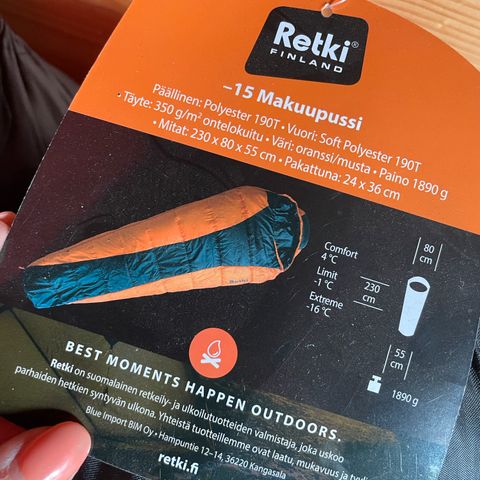 Retki®
FINLAND
–15 Makuupussi
Päällinen: Polyester 190T • Vuori: Soft Polyester 190T
• Täyte: 350 g/m² ontelokuitu • Väri: oranssi/musta • Paino 1890 g
• Mitat: 230 x 80 x 55 cm • Pakattuna: 24 x 36 cm
Retki
Comfort
4 °C
Limit
-1 °C
Extreme
-16 °C
80
cm
230
cm
55
cm
1890 g
BEST MOMENTS HAPPEN OUTDOORS.
Retki on suomalainen retkeily- ja ulkoilutuotteiden valmistaja, joka uskoo
parhaiden hetkien syntyvän ulkona. Yhteistä tuotteillemme ovat laatu, mukavuus ja
Blue Import BIM Oy • Hampuntie 12-14, 36220 Kangasala
retki.fi